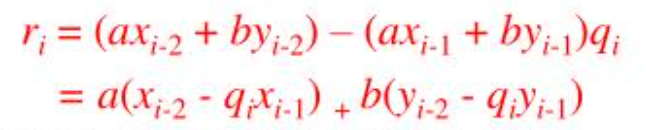 rᵢ = (axᵢ₋₂ + byᵢ₋₂) – (axᵢ₋₁ + byᵢ₋₁)qᵢ
= a(xᵢ₋₂ - qᵢxᵢ₋₁) + b(yᵢ₋₂ - qᵢyᵢ₋₁)